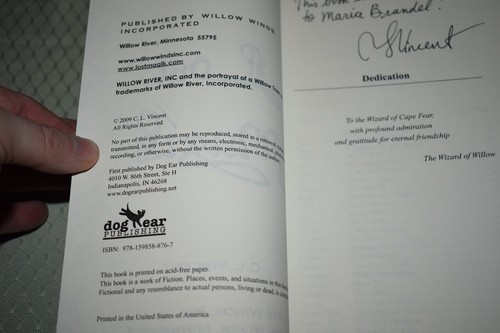 PUBLISHED BY WILLOW WINDS
INCORPORATED
Willow River, Minnesota 55795
www.willowwindsinc.com
www.lostmagik.com
WILLOW RIVER, INC and the portrayal of a Willow
trademarks of Willow River, Incorporated.
© 2009 C. L. Vincent
All Rights Reserved.
No part of this publication may be reproduced, stored in a retrieval
transmitted, in any form or by any means, electronic, mechanical,
recording, or otherwise, without the written permission of the author.
First published by Dog Ear Publishing
4010 W. 86th Street, Ste H
Indianapolis, IN 46268
www.dogearpublishing.net
dog ear
PUBLISHING
ISBN: 978-159858-876-7
This book is printed on acid-free paper.
This book is a work of Fiction. Places, events, and situations in this
Fictional and any resemblance to actual persons, living or dead, is
Printed in the United States of America
This book
to Maria Brandel!
Vincent
Dedication
To the Wizard of Cape Fear,
with profound admiration
and gratitude for eternal friendship
The Wizard of Willow